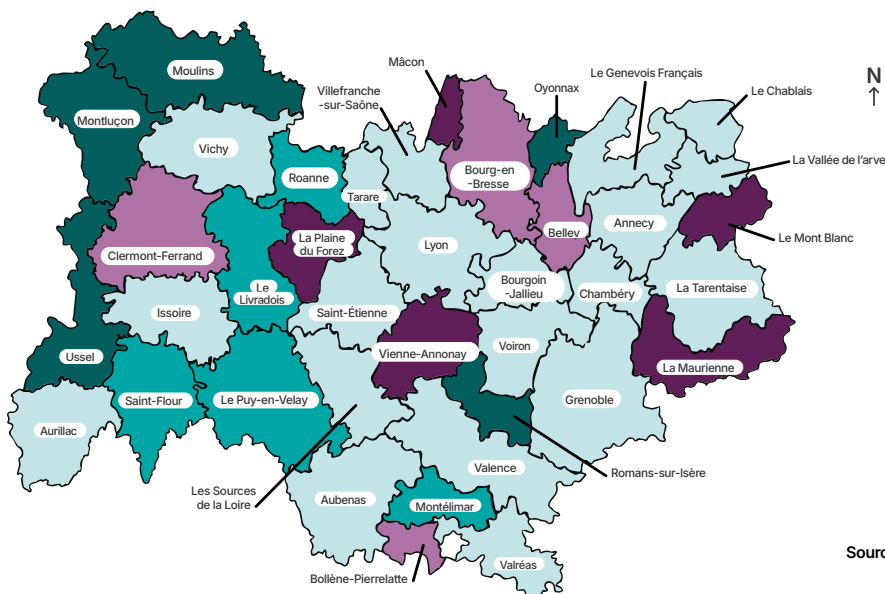 Mâcon
Le Genevois Français
N
Moulins
Villefranche
-sur-Saône
Oyonnax
Le Chablais
Montluçon
Vichy
La Vallée de l'arve
Roanne
Bourg-en
-Bresse
Tarare
Annecy
Belley
La Plaine
du Forez
Lyon
Le Mont Blanc
Clermont-Ferrand
Le
Livradois
Bourgoin
-Jallieu
Chambéry
La Tarentaise
Issoire
Saint-Étienne
Voiron
Vienne-Annonay
Ussel
La Maurienne
Saint-Flour
Le Puy-en-Velay
Grenoble
Aurillac
Valence
Romans-sur-Isère
Les Sources
de la Loire
Aubenas
Montélimar
Sourc
Valréas
Bollène-Pierrelatte